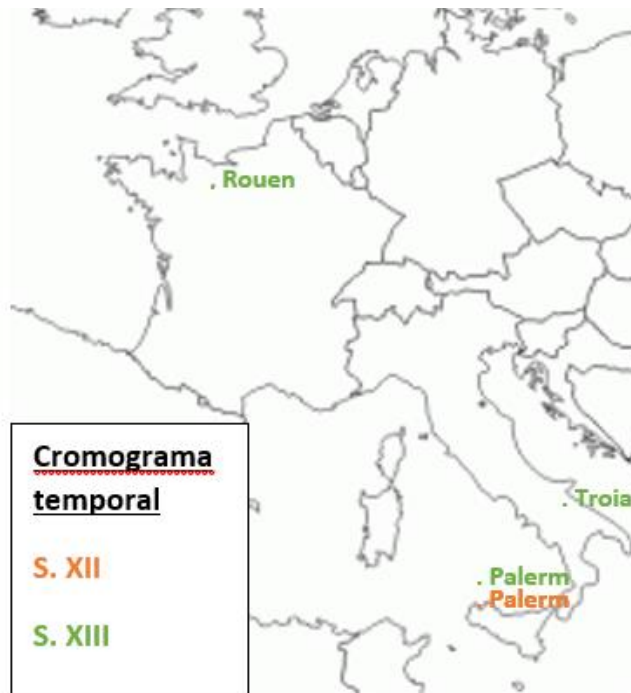 . Rouen
Cromograma
temporal
S. XII
S. XIII
. Troia
. Palerm
. Palerm